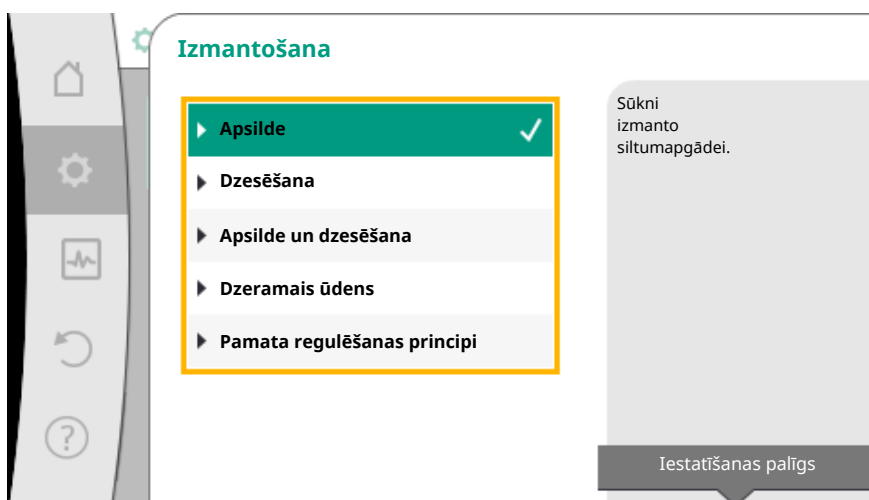 Izmantošana
Apsilde
Dzesēšana
Apsilde un dzesēšana
Dzeramais ūdens
Pamata regulēšanas principi
Sūkni
izmanto
siltumapgādei.
Iestatīšanas palīgs
?